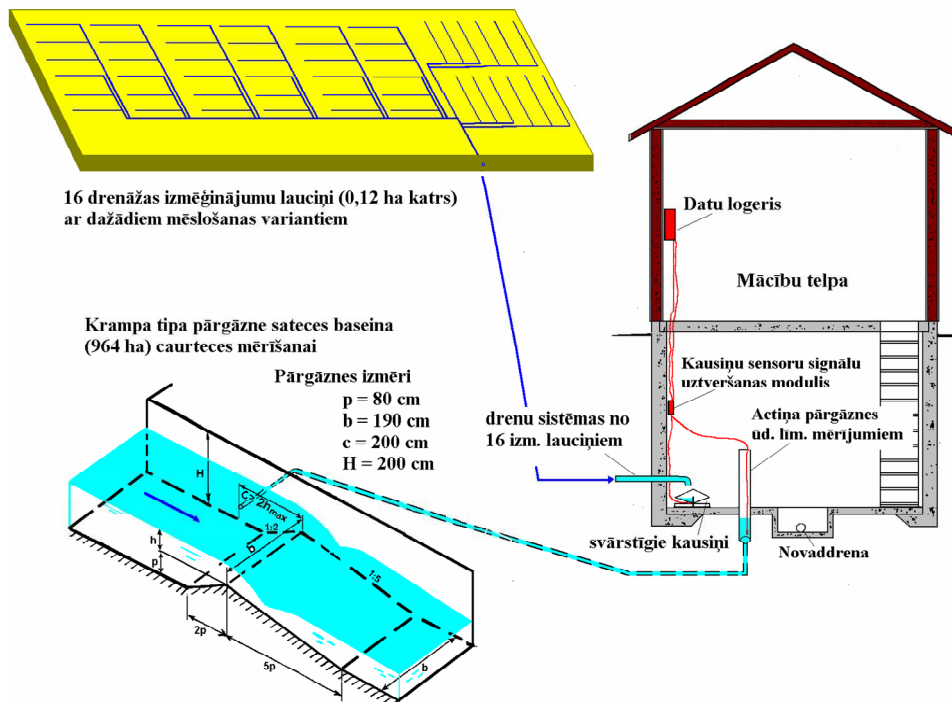 16 drenāžas izmēģinājumu lauciņi (0,12 ha katrs)
ar dažādiem mēslošanas variantiem
Datu logeris
Mācību telpa
Krampa tipa pārgāzne sateces baseina
(964 ha) caurteces mērīšanai
Pārgāznes izmēri
p = 80 cm
b = 190 cm
c = 200 cm
H = 200 cm
Kausiņu sensoru signālu
uztveršanas modulis
drenu sistēmas no
16 izm. lauciņiem
Actiņa pārgāznes
ūd. līm. mērījumiem
svārstīgie kausiņi
Novaddrena
H
C= 2hmax
1:2
b
h
p
1:5
2p
5p
b